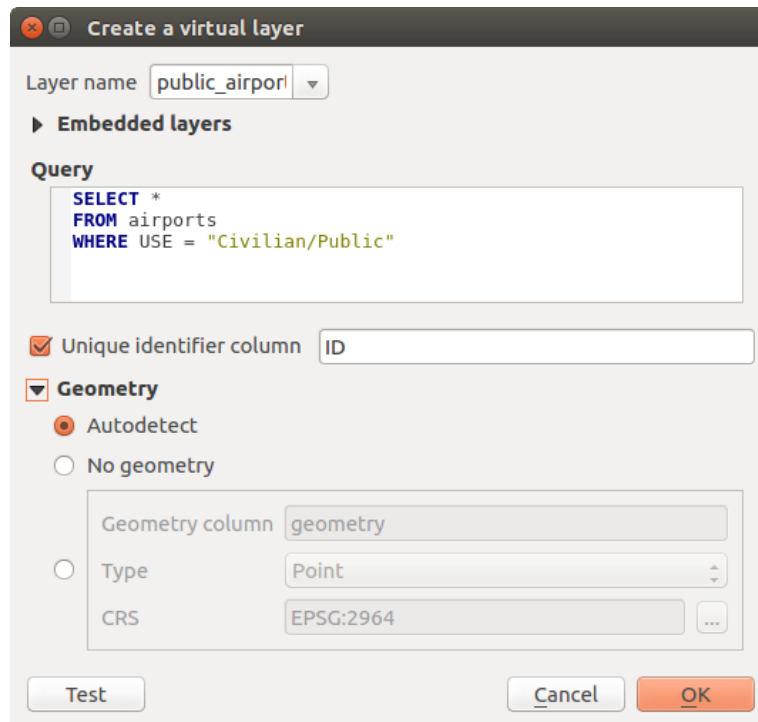 Create a virtual layer
Layer name public_airport
Embedded layers
Query
SELECT *
FROM airports
WHERE USE = "Civilian/Public"
Unique identifier column ID
Geometry
Autodetect
No geometry
Geometry column geometry
Type Point
CRS EPSG:2964 ...
Test Cancel OK